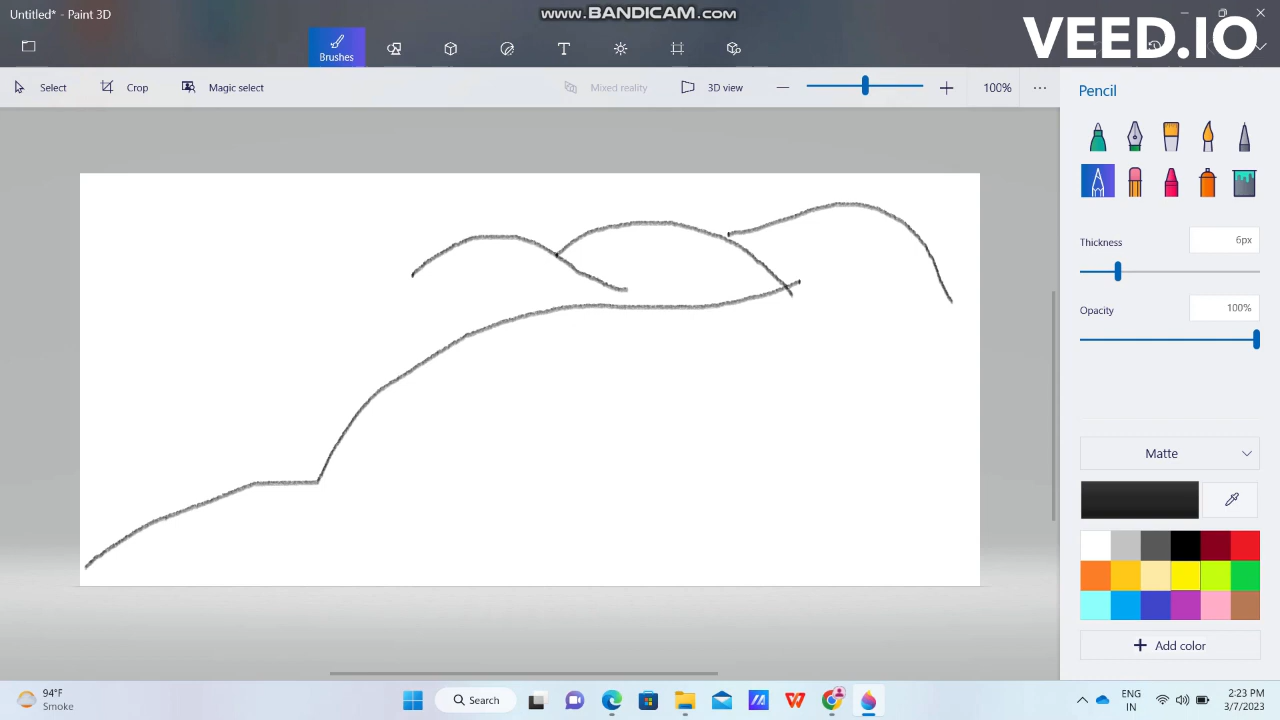 Untitled* - Paint 3D
www.BANDICAM.com
VEED.IO
Brushes
Select
Crop
Magic select
Mixed reality
3D view
100%
Pencil
Thickness
6px
Opacity
100%
Matte
Add color
94°F
Smoke
Search
ENG
IN
2:23 PM
3/7/2023